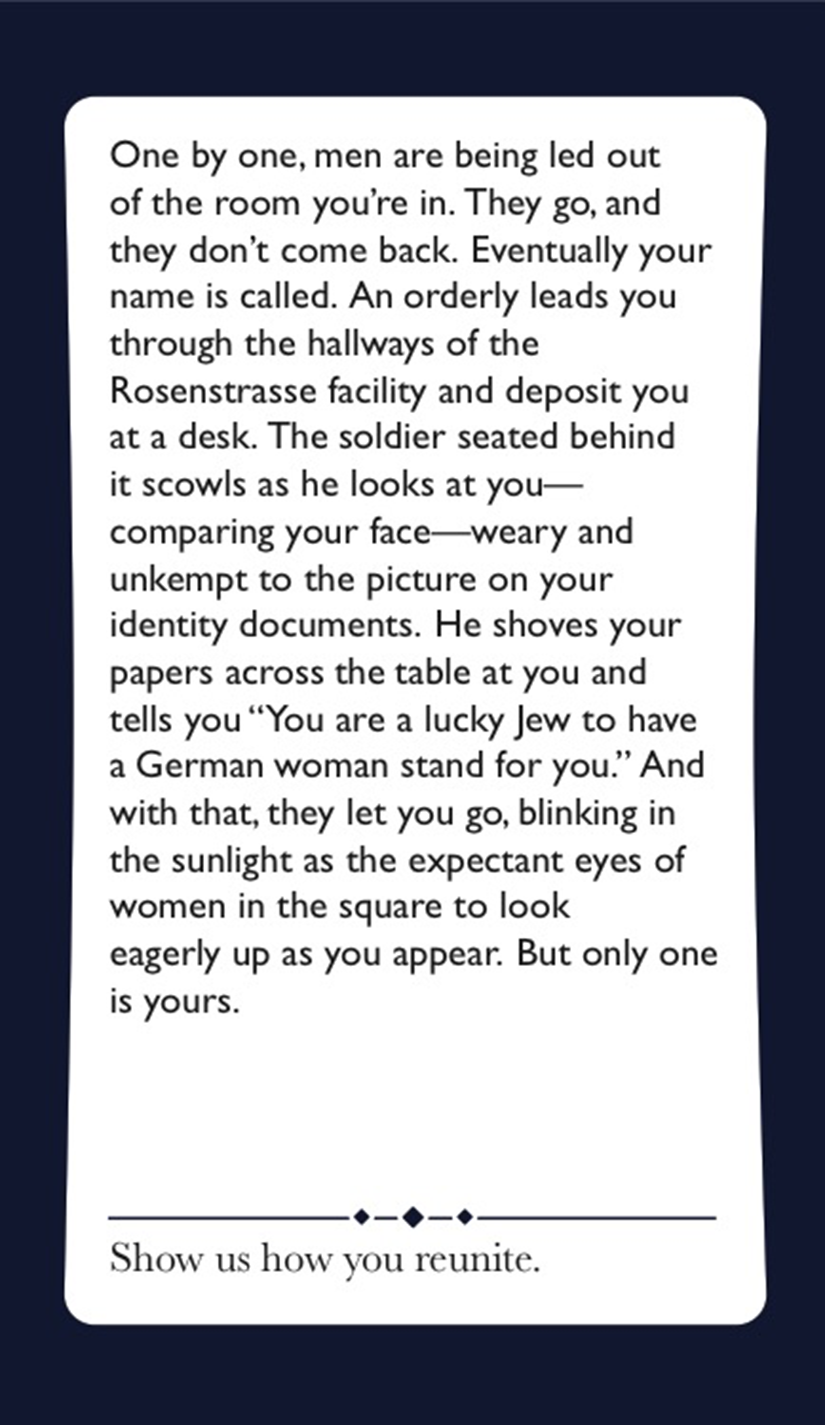 One by one, men are being led out
of the room you’re in. They go, and
they don’t come back. Eventually your
name is called. An orderly leads you
through the hallways of the
Rosenstrasse facility and deposit you
at a desk. The soldier seated behind
it scowls as he looks at you—
comparing your face—weary and
unkempt to the picture on your
identity documents. He shoves your
papers across the table at you and
tells you “You are a lucky Jew to have
a German woman stand for you.” And
with that, they let you go, blinking in
the sunlight as the expectant eyes of
women in the square to look
eagerly up as you appear. But only one
is yours.
Show us how you reunite.